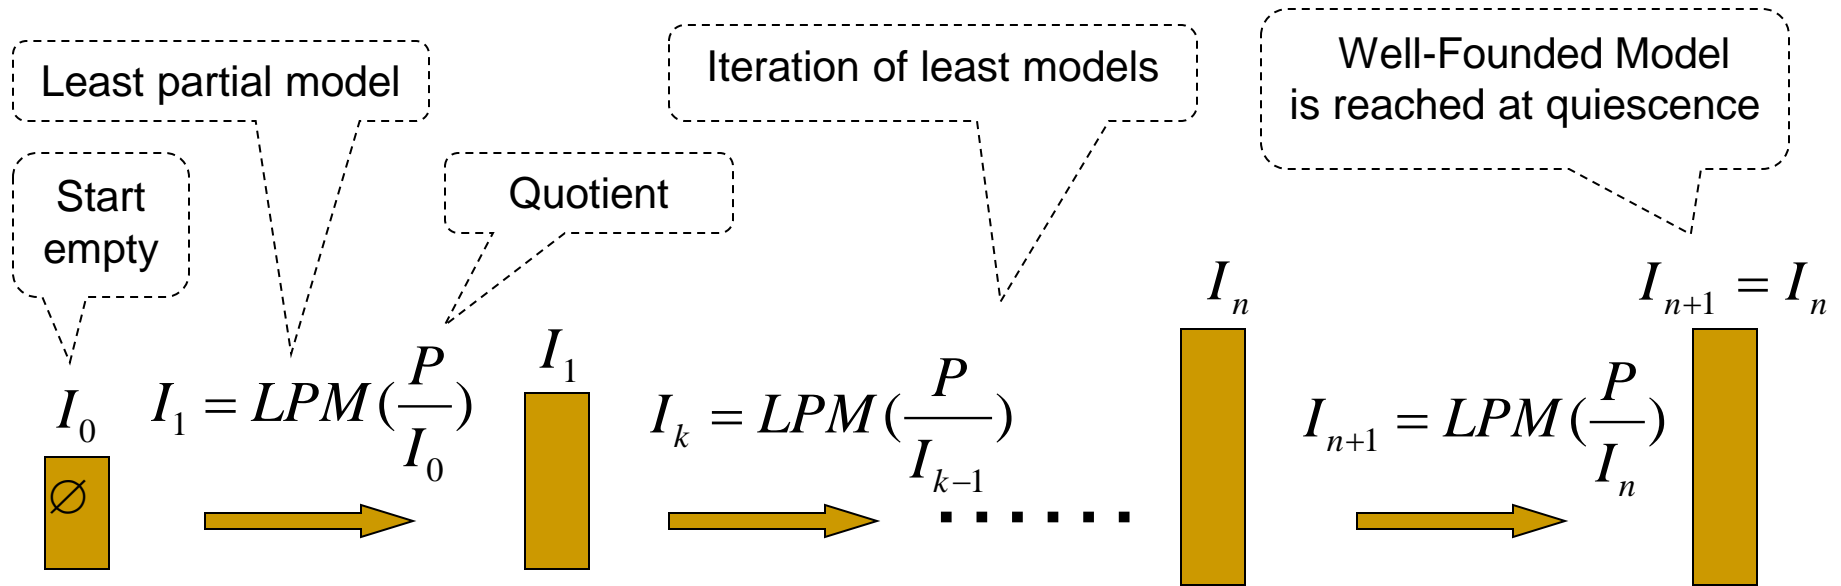 Least partial model
Iteration of least models
Well-Founded Model
is reached at quiescence
Start
empty
Quotient
I_0
∅
I_1 = LPM(P/I_0)
I_1
I_k = LPM(P/I_{k-1})
......
I_n
I_{n+1} = LPM(P/I_n)
I_{n+1} = I_n